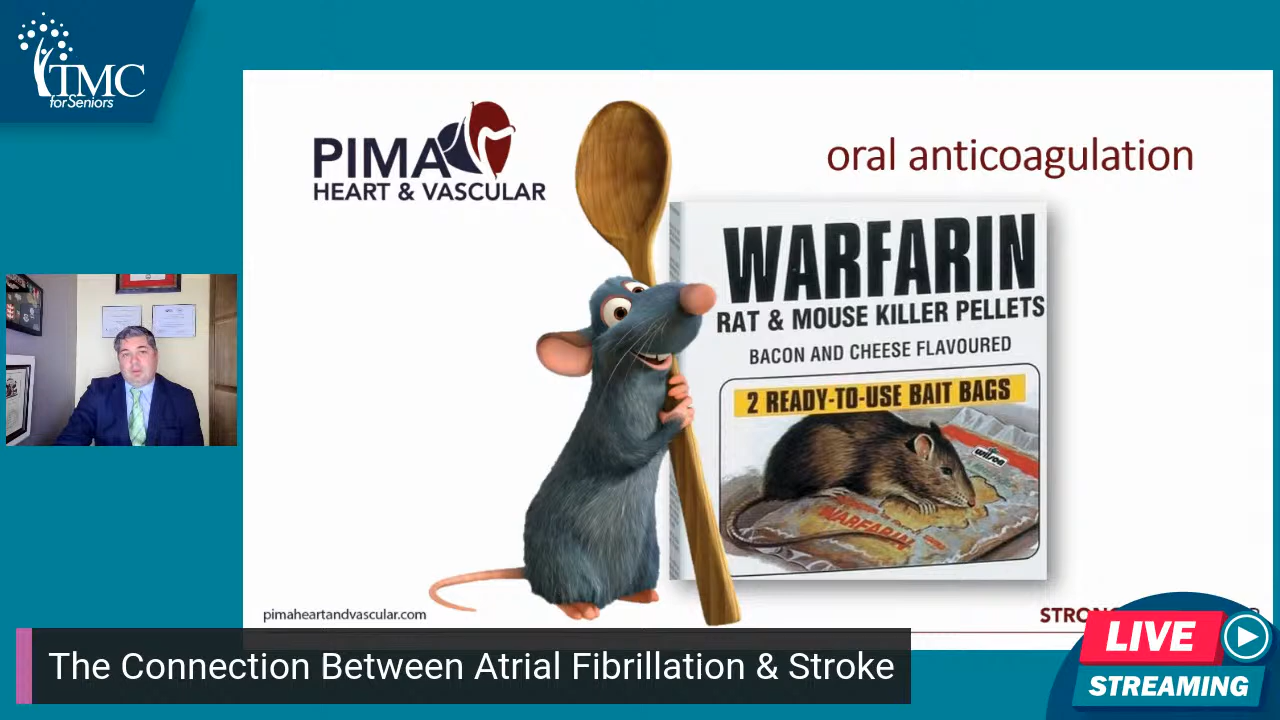 TMC
for Seniors
PIMA
HEART & VASCULAR
oral anticoagulation
WARFARIN
RAT & MOUSE KILLER PELLETS
BACON AND CHEESE FLAVOURED
2 READY-TO-USE BAIT BAGS
wilson
WARFARIN
pimaheartandvascular.com
The Connection Between Atrial Fibrillation & Stroke
LIVE
STREAMING